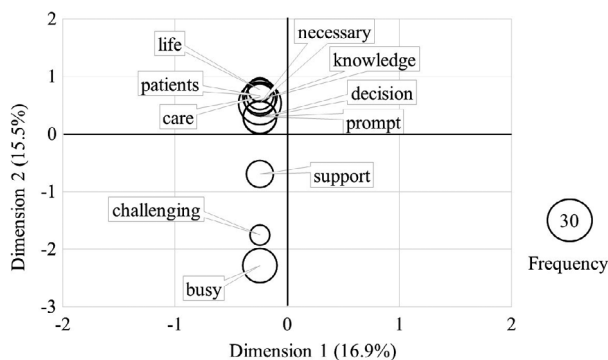 2
necessary
life
knowledge
1
patients
decision
care
prompt
0
support
-1
challenging
30
-2
Frequency
busy
-3
-2
-1
0
1
2
Dimension 1 (16.9%)
Dimension 2 (15.5%)